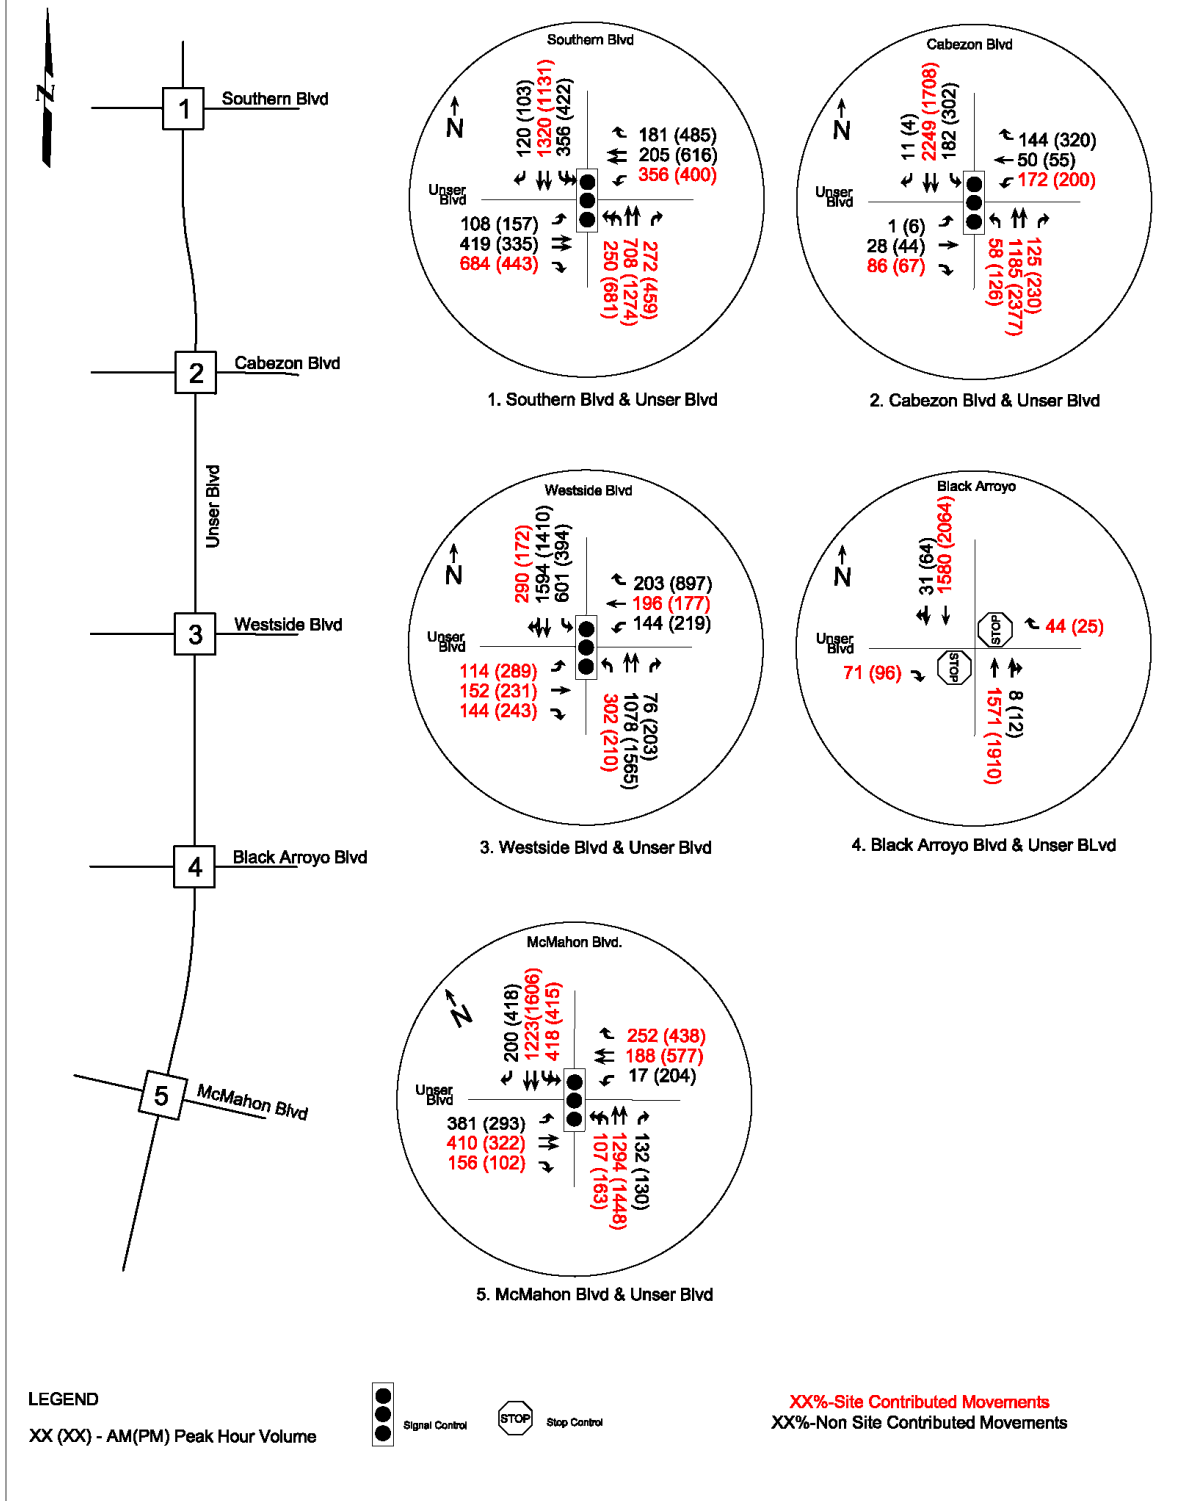 N
1
Southern Blvd
2
Cabezon Blvd
Unser Blvd
3
Westside Blvd
4
Black Arroyo Blvd
5
McMahon Blvd
Southern Blvd
N
120 (103)
1320 (1131)
356 (422)
181 (485)
205 (616)
356 (400)
Unser
Blvd
108 (157)
419 (335)
684 (443)
250 (681)
708 (1274)
272 (459)
1. Southern Blvd & Unser Blvd
Cabezon Blvd
N
11 (4)
2249 (1708)
182 (302)
144 (320)
50 (55)
172 (200)
Unser
Blvd
1 (6)
28 (44)
86 (67)
58 (126)
1185 (2377)
125 (230)
2. Cabezon Blvd & Unser Blvd
Westside Blvd
N
290 (172)
1594 (1410)
601 (394)
203 (897)
196 (177)
144 (219)
Unser
Blvd
114 (289)
152 (231)
144 (243)
302 (210)
1078 (1565)
76 (203)
3. Westside Blvd & Unser Blvd
Black Arroyo
N
31 (64)
1580 (2064)
STOP
44 (25)
Unser
Blvd
STOP
71 (96)
1571 (1910)
8 (12)
4. Black Arroyo Blvd & Unser BLvd
McMahon Blvd.
N
200 (418)
1223(1606)
418 (415)
252 (438)
188 (577)
17 (204)
Unser
Blvd
381 (293)
410 (322)
156 (102)
107 (163)
1294 (1448)
132 (130)
5. McMahon Blvd & Unser Blvd
LEGEND
XX (XX) - AM(PM) Peak Hour Volume
Signal Control
STOP
Stop Control
XX%-Site Contributed Movements
XX%-Non Site Contributed Movements